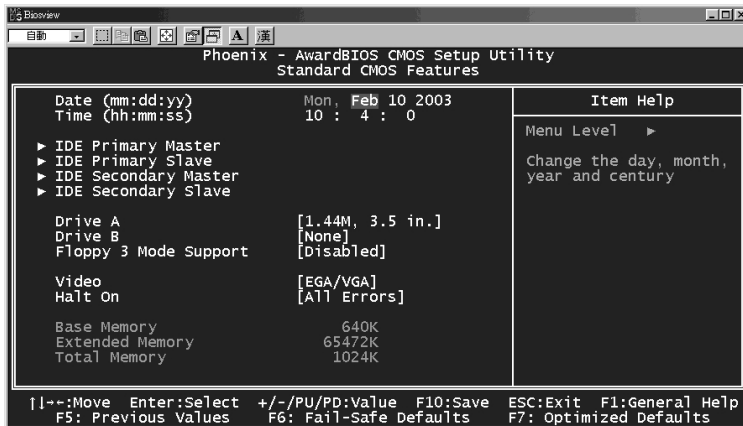 Biosview
自動
A 漢
Phoenix - AwardBIOS CMOS Setup Utility
Standard CMOS Features
Date (mm:dd:yy) Mon, Feb 10 2003
Time (hh:mm:ss) 10 : 4 : 0
► IDE Primary Master
► IDE Primary Slave
► IDE Secondary Master
► IDE Secondary Slave
Drive A [1.44M, 3.5 in.]
Drive B [None]
Floppy 3 Mode Support [Disabled]
Video [EGA/VGA]
Halt On [All Errors]
Base Memory 640K
Extended Memory 65472K
Total Memory 1024K
Item Help
Menu Level ►
Change the day, month,
year and century
↑↓→←:Move Enter:Select +/-/PU/PD:Value F10:Save ESC:Exit F1:General Help
F5: Previous Values F6: Fail-Safe Defaults F7: Optimized Defaults